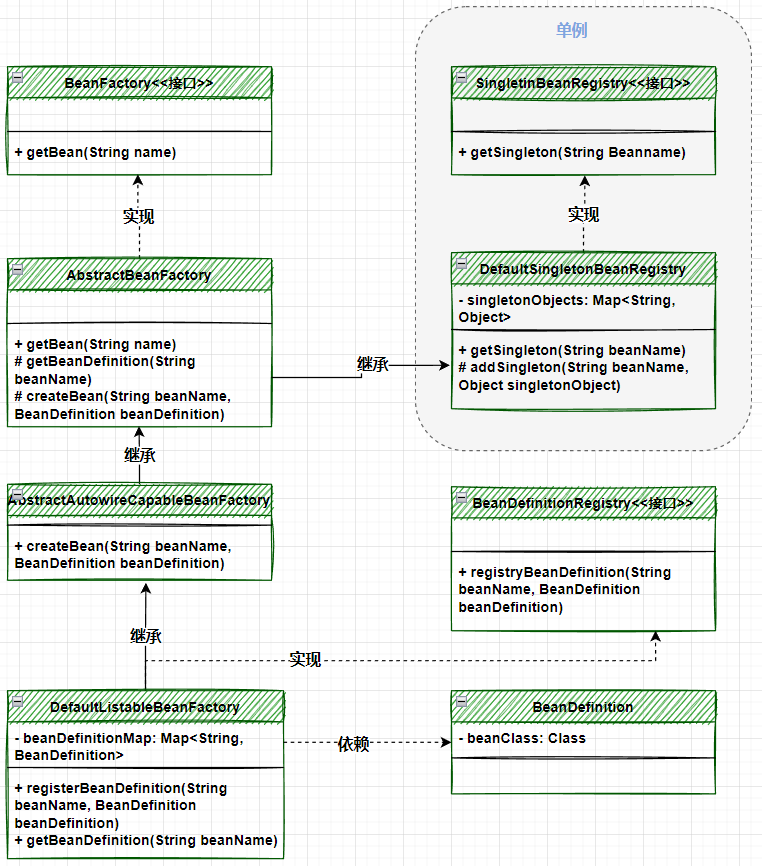 单例
BeanFactory<<接口>>
+ getBean(String name)
SingletinBeanRegistry<<接口>>
+ getSingleton(String Beanname)
实现
实现
AbstractBeanFactory
+ getBean(String name)
# getBeanDefinition(String
beanName)
# createBean(String beanName,
BeanDefinition beanDefinition)
继承
DefaultSingletonBeanRegistry
- singletonObjects: Map<String,
Object>
+ getSingleton(String beanName)
# addSingleton(String beanName,
Object singletonObject)
继承
AbstractAutowireCapableBeanFactory
+ createBean(String beanName,
BeanDefinition beanDefinition)
BeanDefinitionRegistry<<接口>>
+ registryBeanDefinition(String
beanName, BeanDefinition
beanDefinition)
继承
实现
DefaultListableBeanFactory
- beanDefinitionMap: Map<String,
BeanDefinition>
+ registerBeanDefinition(String
beanName, BeanDefinition
beanDefinition)
+ getBeanDefinition(String beanName)
依赖
BeanDefinition
- beanClass: Class